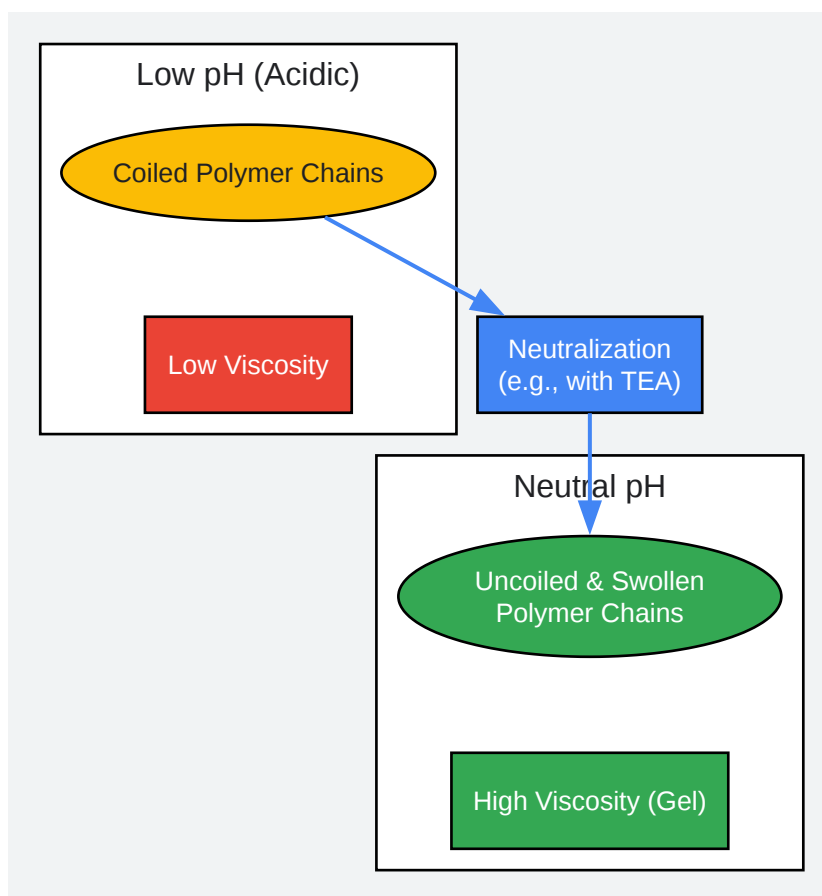 Low pH (Acidic)
Coiled Polymer Chains
Low Viscosity
Neutralization
(e.g., with TEA)
Neutral pH
Uncoiled & Swollen
Polymer Chains
High Viscosity (Gel)